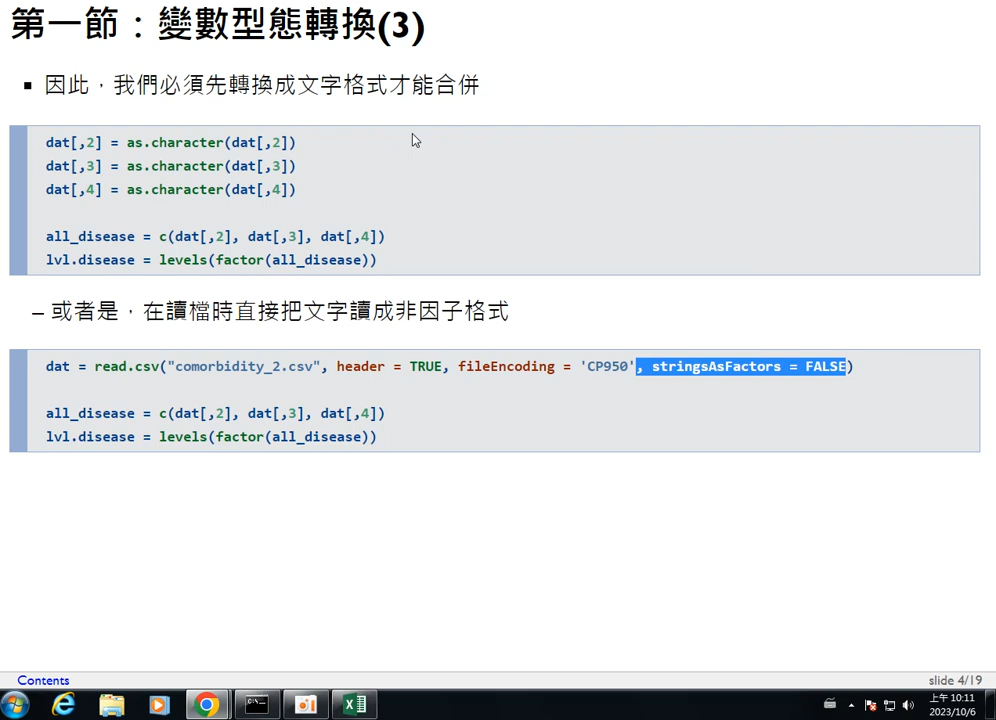 第一節：變數型態轉換(3)
因此，我們必須先轉換成文字格式才能合併
dat[,2] = as.character(dat[,2])
dat[,3] = as.character(dat[,3])
dat[,4] = as.character(dat[,4])
all_disease = c(dat[,2], dat[,3], dat[,4])
lvl.disease = levels(factor(all_disease))
– 或者是，在讀檔時直接把文字讀成非因子格式
dat = read.csv("comorbidity_2.csv", header = TRUE, fileEncoding = 'CP950', stringsAsFactors = FALSE)
all_disease = c(dat[,2], dat[,3], dat[,4])
lvl.disease = levels(factor(all_disease))
Contents
slide 4/19
上午 10:11
2023/10/6